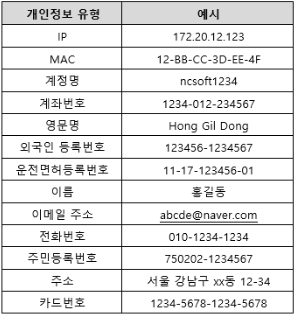 개인정보 유형 예시
IP 172.20.12.123
MAC 12-BB-CC-3D-EE-4F
계정명 ncsoft1234
계좌번호 1234-012-234567
영문명 Hong Gil Dong
외국인 등록번호 123456-1234567
운전면허등록번호 11-17-123456-01
이름 홍길동
이메일 주소 abcde@naver.com
전화번호 010-1234-1234
주민등록번호 750202-1234567
주소 서울 강남구 xx동 12-34
카드번호 1234-5678-1234-5678